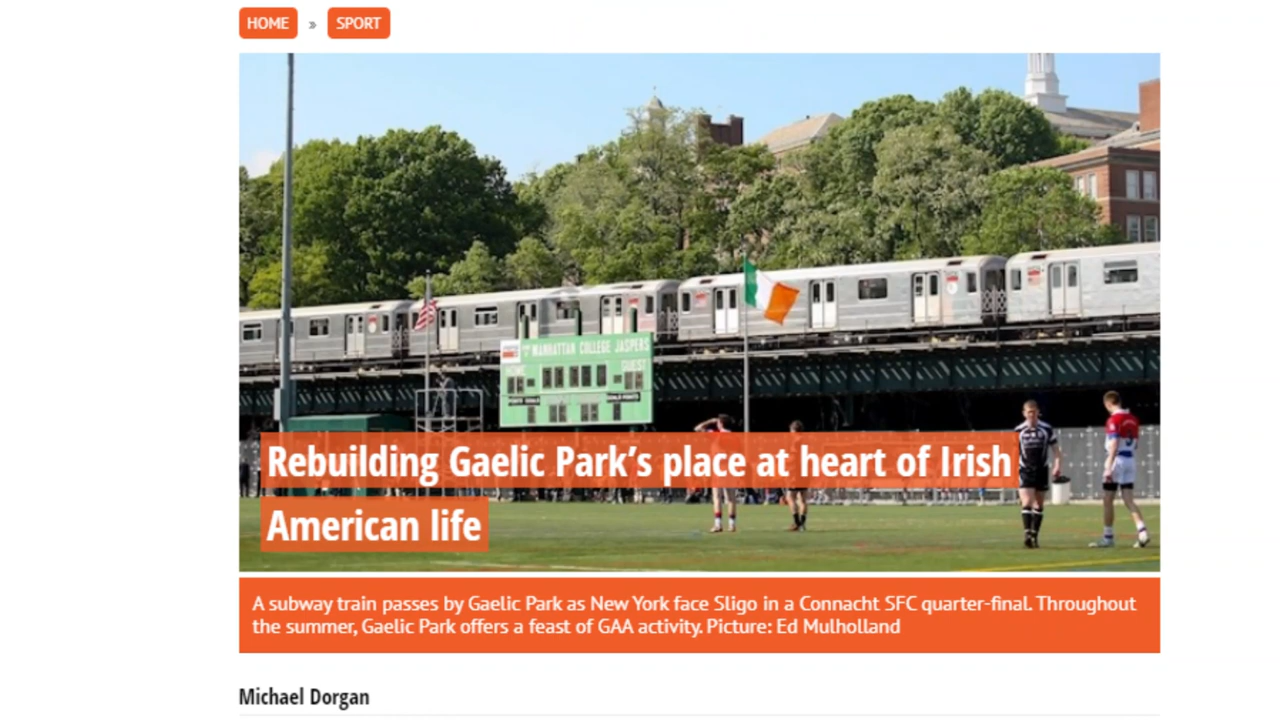 HOME » SPORT
MANHATTAN COLLEGE JASPERS
HOME GUEST
Rebuilding Gaelic Park's place at heart of Irish
American life
A subway train passes by Gaelic Park as New York face Sligo in a Connacht SFC quarter-final. Throughout
the summer, Gaelic Park offers a feast of GAA activity. Picture: Ed Mulholland
Michael Dorgan